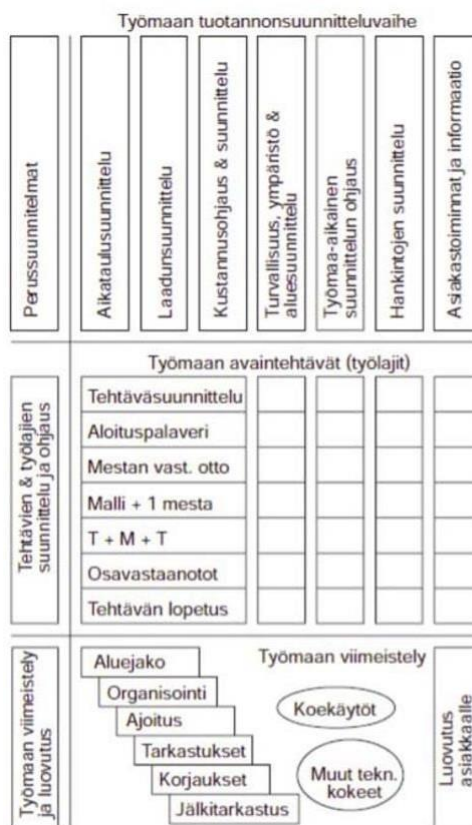 Työmaan tuotannonsuunnitteluvaihe
Perussuunnitelmat
Aikataulusuunnittelu
Laadunsuunnittelu
Kustannusohjaus & suunnittelu
Turvallisuus, ympäristö &
aluesuunnittelu
Työmaa-aikainen
suunnittelun ohjaus
Hankintojen suunnittelu
Asiakastoiminnat ja informaatio
Työmaan avaintehtävät (työlajit)
Tehtävien & työlajien
suunnittelu ja ohjaus
Tehtäväsuunnittelu
Aloituspalaveri
Mestan vast. otto
Malli + 1 mesta
T + M + T
Osavastaanotot
Tehtävän lopetus
Työmaan viimeistely
ja luovutus
Työmaan viimeistely
Aluejako
Organisointi
Ajoitus
Tarkastukset
Korjaukset
Jälkitarkastus
Koekäytöt
Muut tekn.
kokeet
Luovutus
asiakkaalle